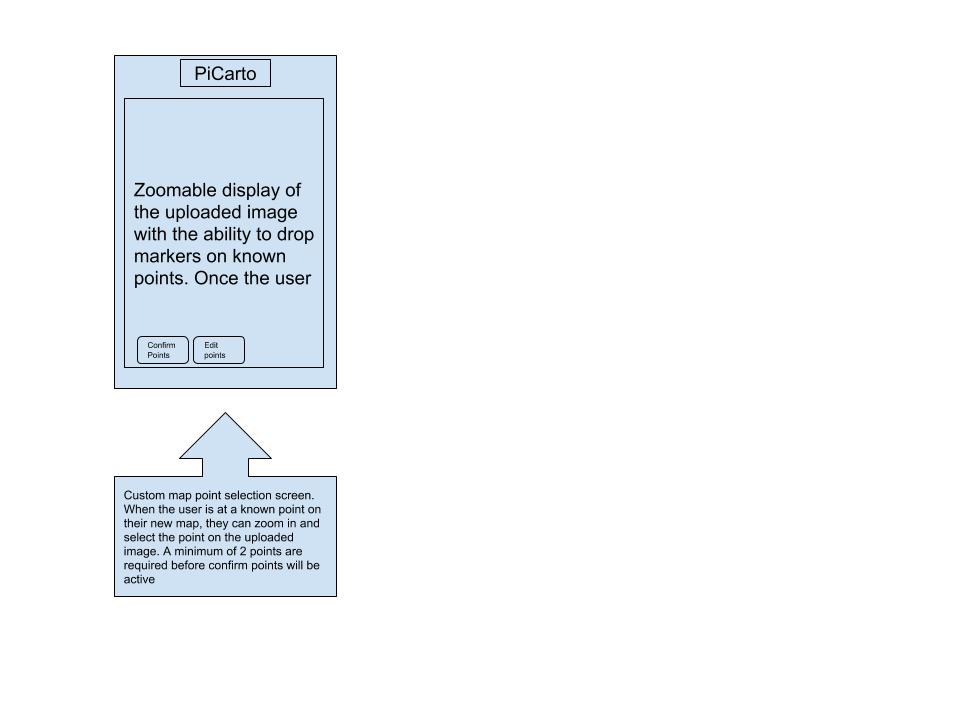 PiCarto
Zoomable display of
the uploaded image
with the ability to drop
markers on known
points. Once the user
Confirm
Points
Edit
points
Custom map point selection screen.
When the user is at a known point on
their new map, they can zoom in and
select the point on the uploaded
image. A minimum of 2 points are
required before confirm points will be
active